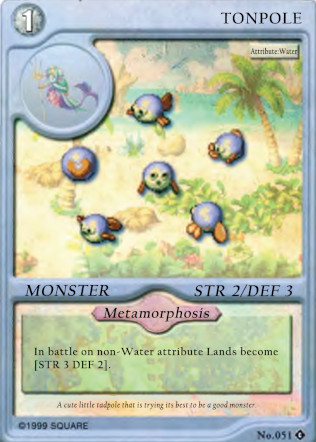 1
TONPOLE
Attribute:Water
MONSTER
STR 2/DEF 3
Metamorphosis
In battle on non-Water attribute Lands become
[STR 3 DEF 2].
A cute little tadpole that is trying its best to be a good monster.
No.051
©1999 SQUARE